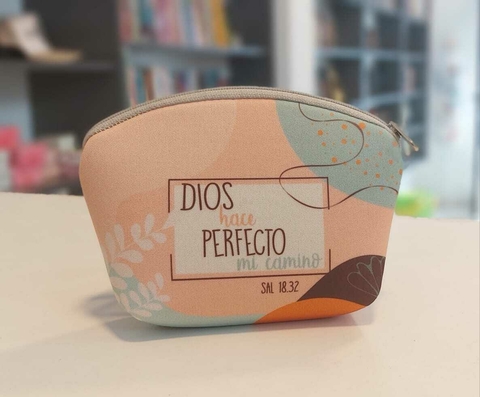 DIOS
hace
PERFECTO
mi camino
SAL 18.32